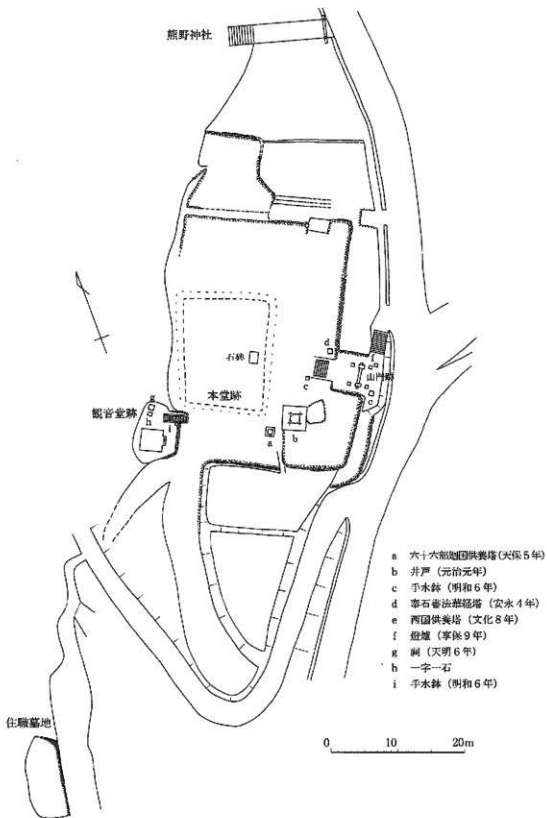 熊野神社
d
石碑
山門跡
c
本堂跡
e
g
観音堂跡
h
a
b
a 六十六部廻国供養塔(天保5年)
b 井戸(元治元年)
c 手水鉢(明和6年)
d 奉石書法華経塔(安永4年)
e 西国供養塔(文化8年)
f 燈籠(享保9年)
g 祠(天明6年)
h 一字一石
i 手水鉢(明和6年)
住職墓地
0 10 20m